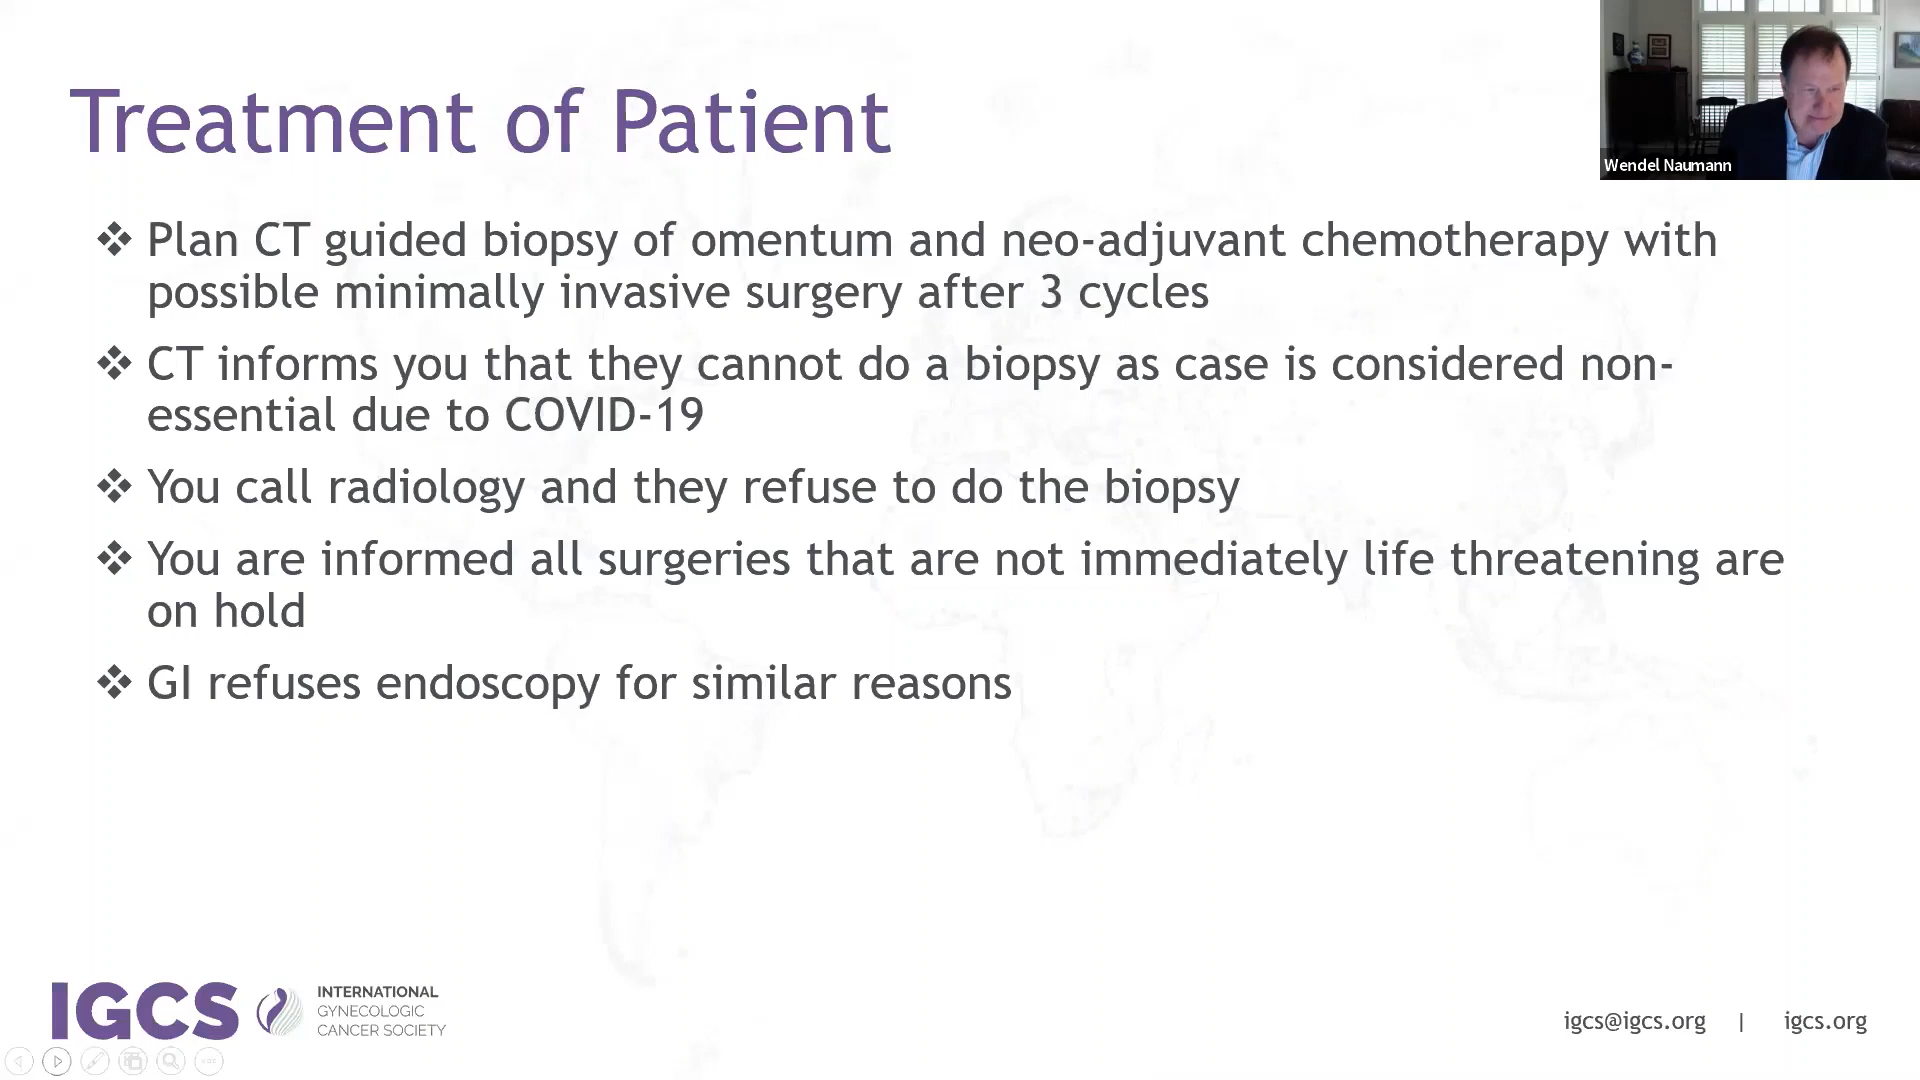 Treatment of Patient
Wendel Naumann
❖ Plan CT guided biopsy of omentum and neo-adjuvant chemotherapy with
possible minimally invasive surgery after 3 cycles
❖ CT informs you that they cannot do a biopsy as case is considered non-
essential due to COVID-19
❖ You call radiology and they refuse to do the biopsy
❖ You are informed all surgeries that are not immediately life threatening are
on hold
❖ GI refuses endoscopy for similar reasons
IGCS
INTERNATIONAL
GYNECOLOGIC
CANCER SOCIETY
igcs@igcs.org | igcs.org